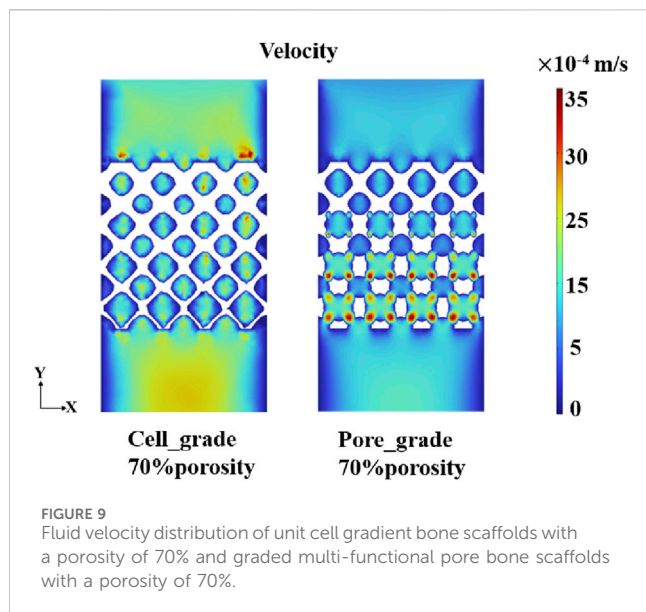 Velocity
×10⁻⁴ m/s
35
30
25
15
5
0
Y
X
Cell_grade
70%porosity
Pore_grade
70%porosity
FIGURE 9
Fluid velocity distribution of unit cell gradient bone scaffolds with
a porosity of 70% and graded multi-functional pore bone scaffolds
with a porosity of 70%.